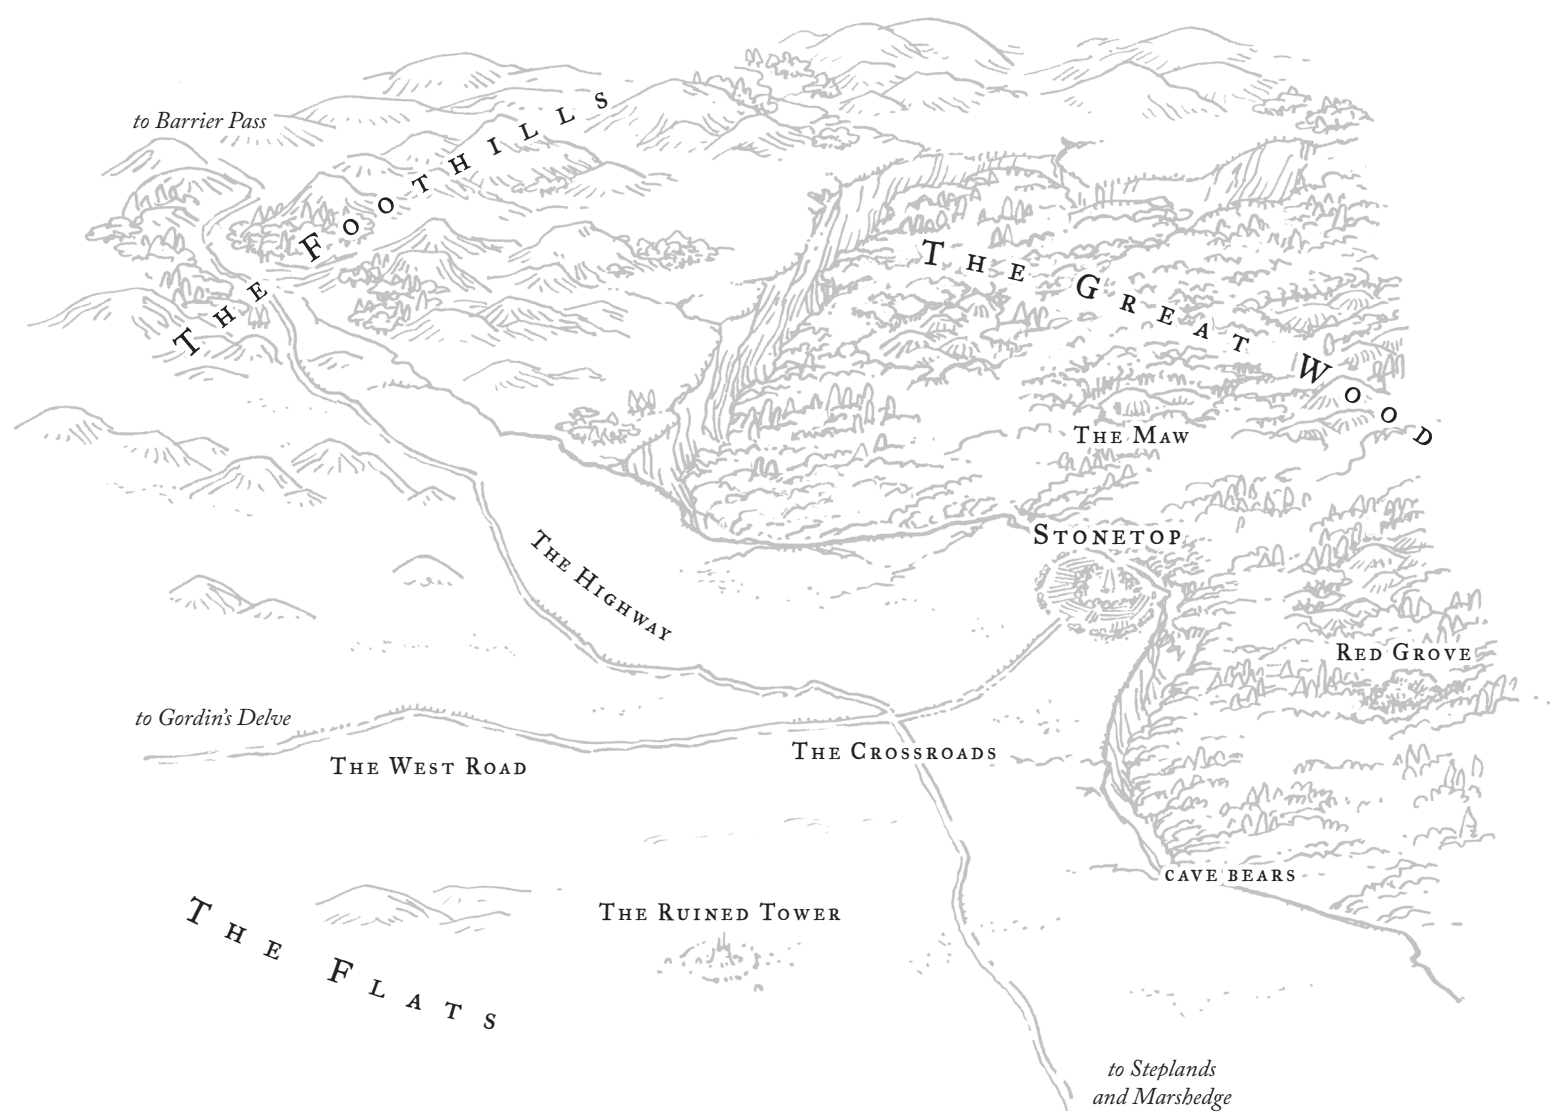 to Barrier Pass
The Foothills
The Great Wood
The Maw
Stonetop
The Highway
Red Grove
to Gordin's Delve
The West Road
The Crossroads
cave bears
The Ruined Tower
The Flats
to Steplands
and Marshedge